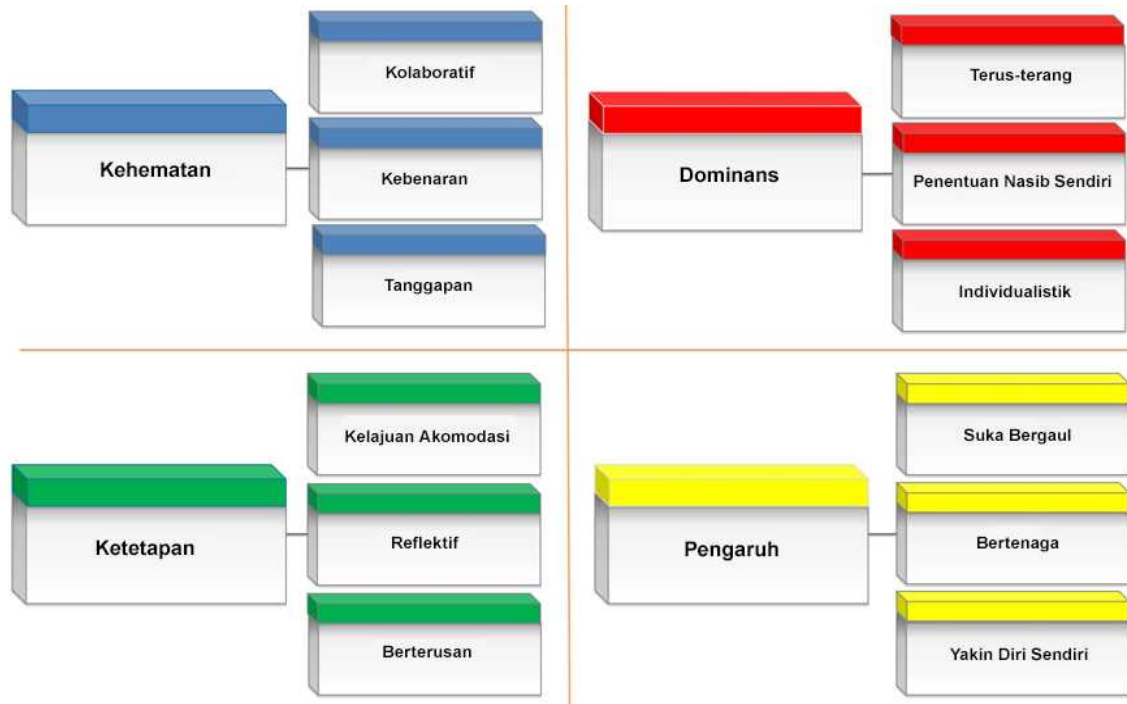 Kehematan
Kolaboratif
Kebenaran
Tanggapan
Dominans
Terus-terang
Penentuan Nasib Sendiri
Individualistik
Ketetapan
Kelajuan Akomodasi
Reflektif
Berterusan
Pengaruh
Suka Bergaul
Bertenaga
Yakin Diri Sendiri